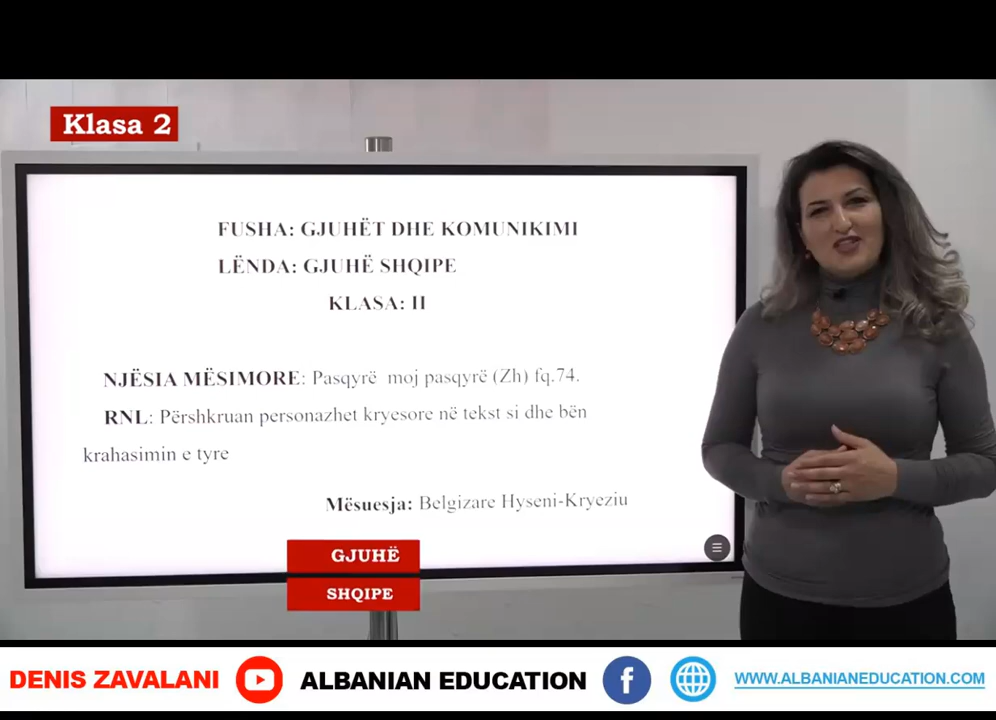 Klasa 2
FUSHA: GJUHËT DHE KOMUNIKIMI
LËNDA: GJUHË SHQIPE
KLASA: II
NJËSIA MËSIMORE: Pasqyrë moj pasqyrë (Zh) fq.74.
RNL: Përshkruan personazhet kryesore në tekst si dhe bën
krahasimin e tyre
Mësuesja: Belgizare Hyseni-Kryeziu
GJUHË
SHQIPE
DENIS ZAVALANI ALBANIAN EDUCATION WWW.ALBANIANEDUCATION.COM